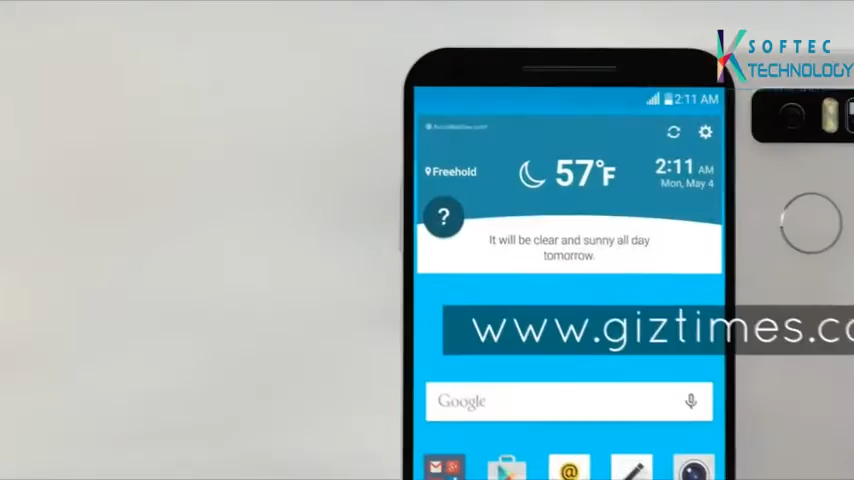 SOFTEC
TECHNOLOGY
2:11 AM
Freehold
57°F
2:11 AM
Mon, May 4
?
It will be clear and sunny all day
tomorrow.
www.giztimes.co
Google
@